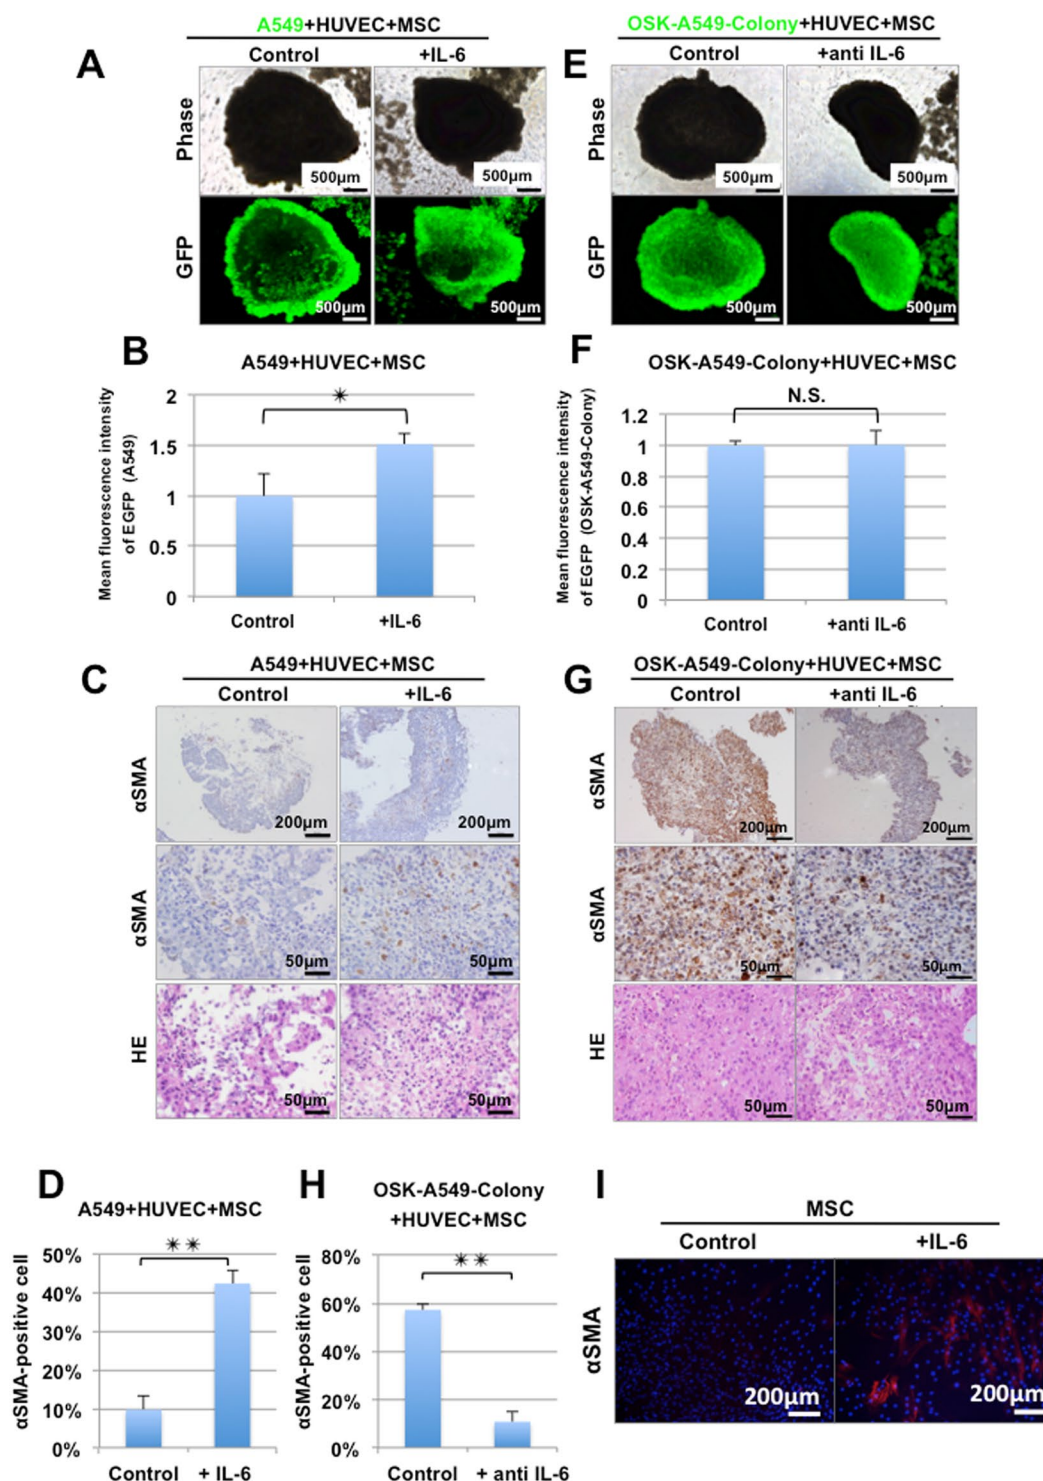 A549+HUVEC+MSC
Control
+IL-6
A
Phase
500µm
500µm
GFP
500µm
500µm
OSK-A549-Colony+HUVEC+MSC
Control
+anti IL-6
E
Phase
500µm
500µm
GFP
500µm
500µm
B
A549+HUVEC+MSC
Mean fluorescence intensity
of EGFP (A549)
2
1.5
1
0.5
0
✳
Control
+IL-6
F
OSK-A549-Colony+HUVEC+MSC
Mean fluorescence intensity
of EGFP (OSK-A549-Colony)
1.2
1
0.8
0.6
0.4
0.2
0
N.S.
Control
+anti IL-6
C
A549+HUVEC+MSC
Control
+IL-6
αSMA
200µm
200µm
αSMA
50µm
50µm
HE
50µm
50µm
G
OSK-A549-Colony+HUVEC+MSC
Control
+anti IL-6
αSMA
200µm
200µm
αSMA
50µm
50µm
HE
50µm
50µm
D
A549+HUVEC+MSC
αSMA-positive cell
50%
40%
30%
20%
10%
0%
✳✳
Control
+ IL-6
H
OSK-A549-Colony
+HUVEC+MSC
αSMA-positive cell
80%
60%
40%
20%
0%
✳✳
Control
+ anti IL-6
I
MSC
Control
+IL-6
αSMA
200µm
200µm